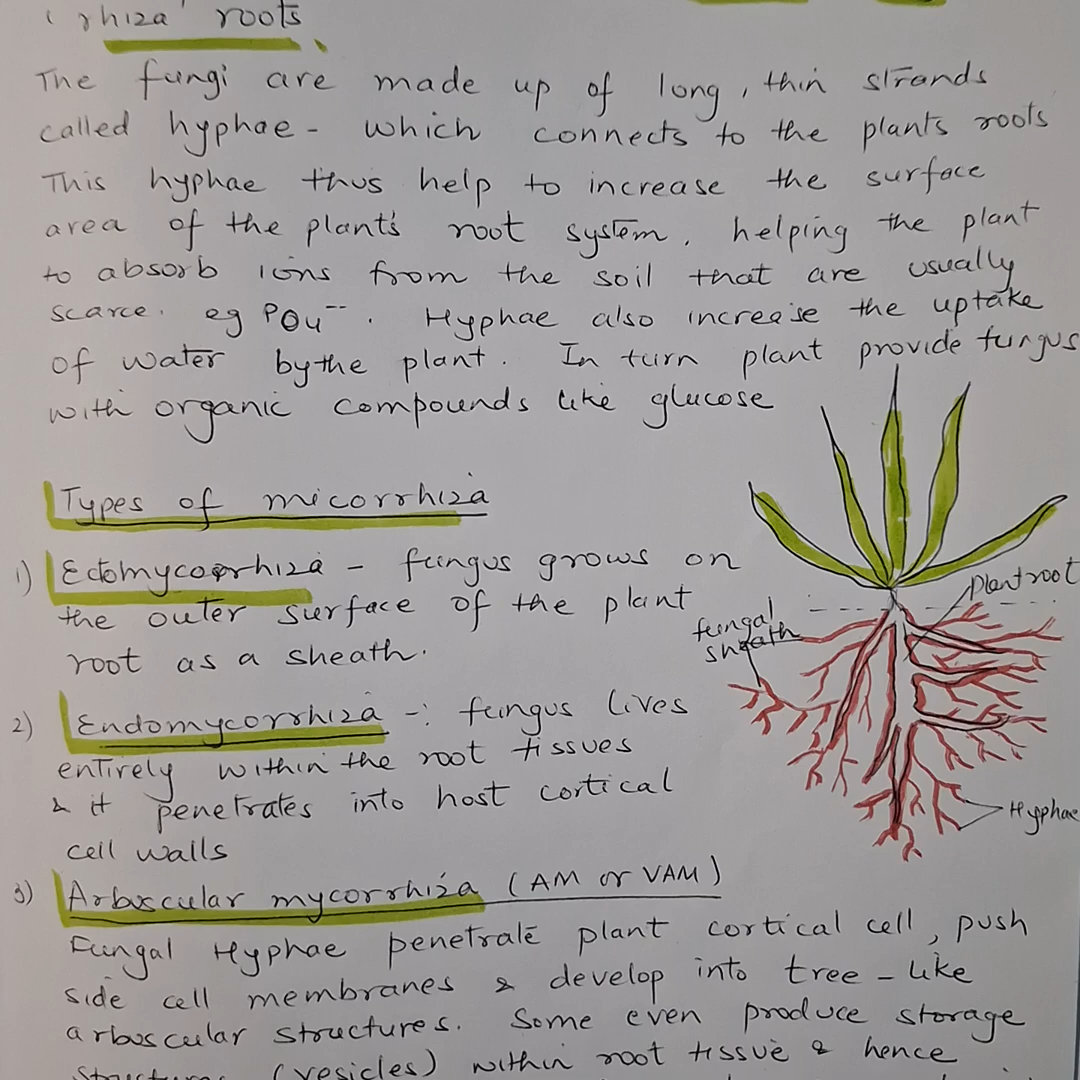 ( rhiza' roots
The fungi are made up of long, thin strands
called hyphae - which connects to the plants roots
This hyphae thus help to increase the surface
area of the plant's root system, helping the plant
to absorb ions from the soil that are usually
scarce. eg PO4--. Hyphae also increase the uptake
of water by the plant. In turn plant provide fungus
with organic compounds like glucose
Types of micorrhiza
1) Ectomycorrhiza - fungus grows on
the outer surface of the plant
root as a sheath.
Plant root
fungal
sheath
2) Endomycorrhiza -: fungus lives
entirely within the root tissues
& it penetrates into host cortical
cell walls
Hyphae
3) Arbuscular mycorrhiza (AM or VAM)
Fungal Hyphae penetrate plant cortical cell, push
side cell membranes & develop into tree-like
arbuscular structures. Some even produce storage
(vesicles) within root tissue & hence